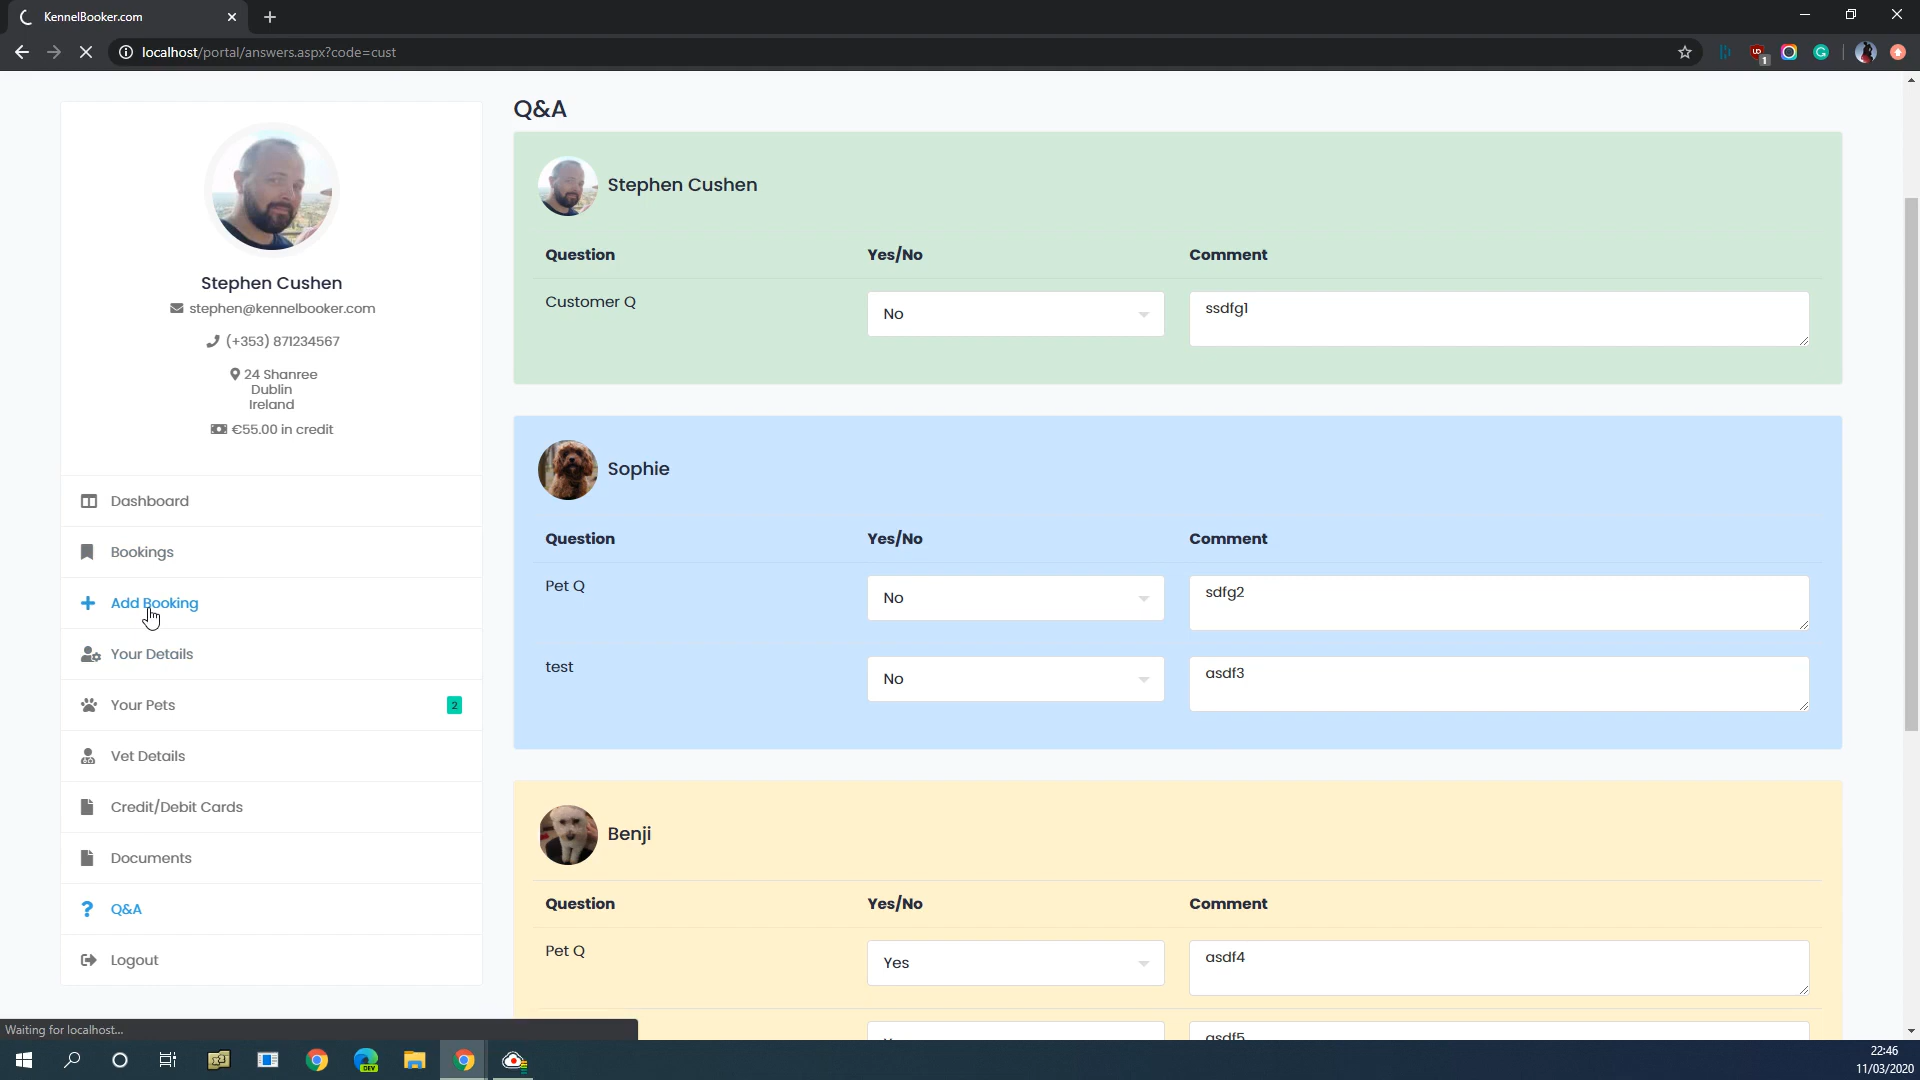 KennelBooker.com
localhost/portal/answers.aspx?code=cust
1
Stephen Cushen
stephen@kennelbooker.com
(+353) 871234567
24 Shanree
Dublin
Ireland
€55.00 in credit
Dashboard
Bookings
Add Booking
Your Details
Your Pets 2
Vet Details
Credit/Debit Cards
Documents
Q&A
Logout
Q&A
Stephen Cushen
Question Yes/No Comment
Customer Q No ssdfg1
Sophie
Question Yes/No Comment
Pet Q No sdfg2
test No asdf3
Benji
Question Yes/No Comment
Pet Q Yes asdf4
asdf5
Waiting for localhost...
DEV
22:46
11/03/2020